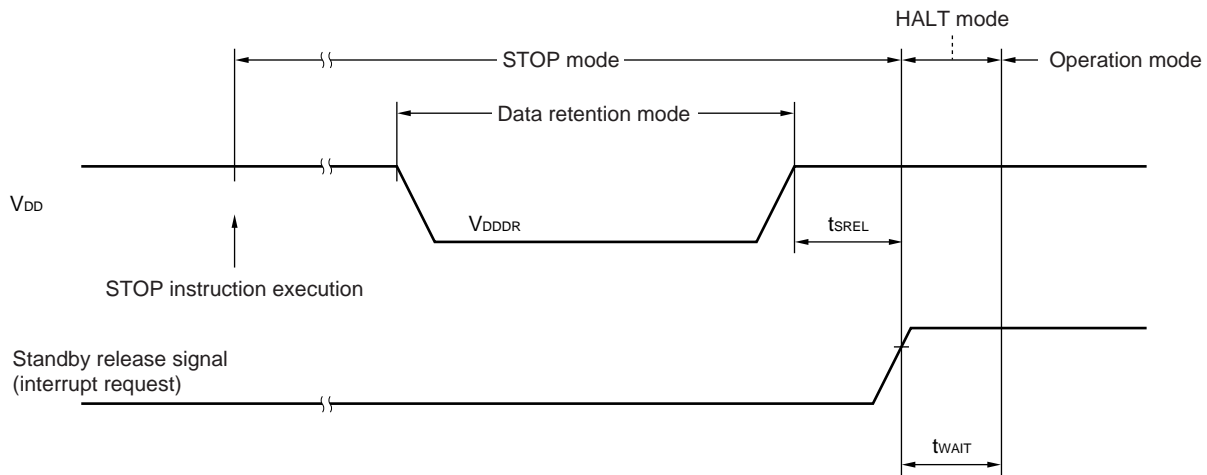 HALT mode
STOP mode
Operation mode
Data retention mode
VDD
VDDDR
tSREL
STOP instruction execution
Standby release signal
(interrupt request)
tWAIT